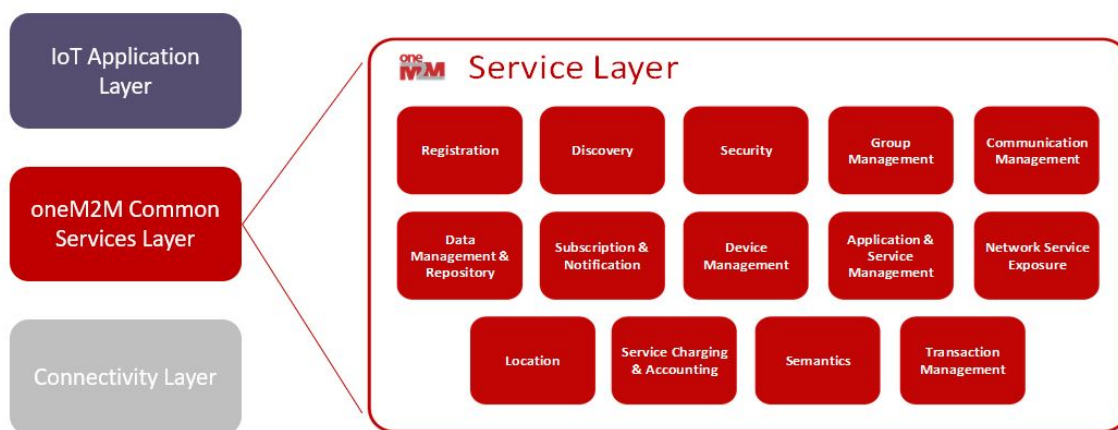 IoT Application
Layer
oneM2M Common
Services Layer
Connectivity Layer
one
M2M
Service Layer
Registration
Discovery
Security
Group
Management
Communication
Management
Data
Management &
Repository
Subscription &
Notification
Device
Management
Application &
Service
Management
Network Service
Exposure
Location
Service Charging
& Accounting
Semantics
Transaction
Management